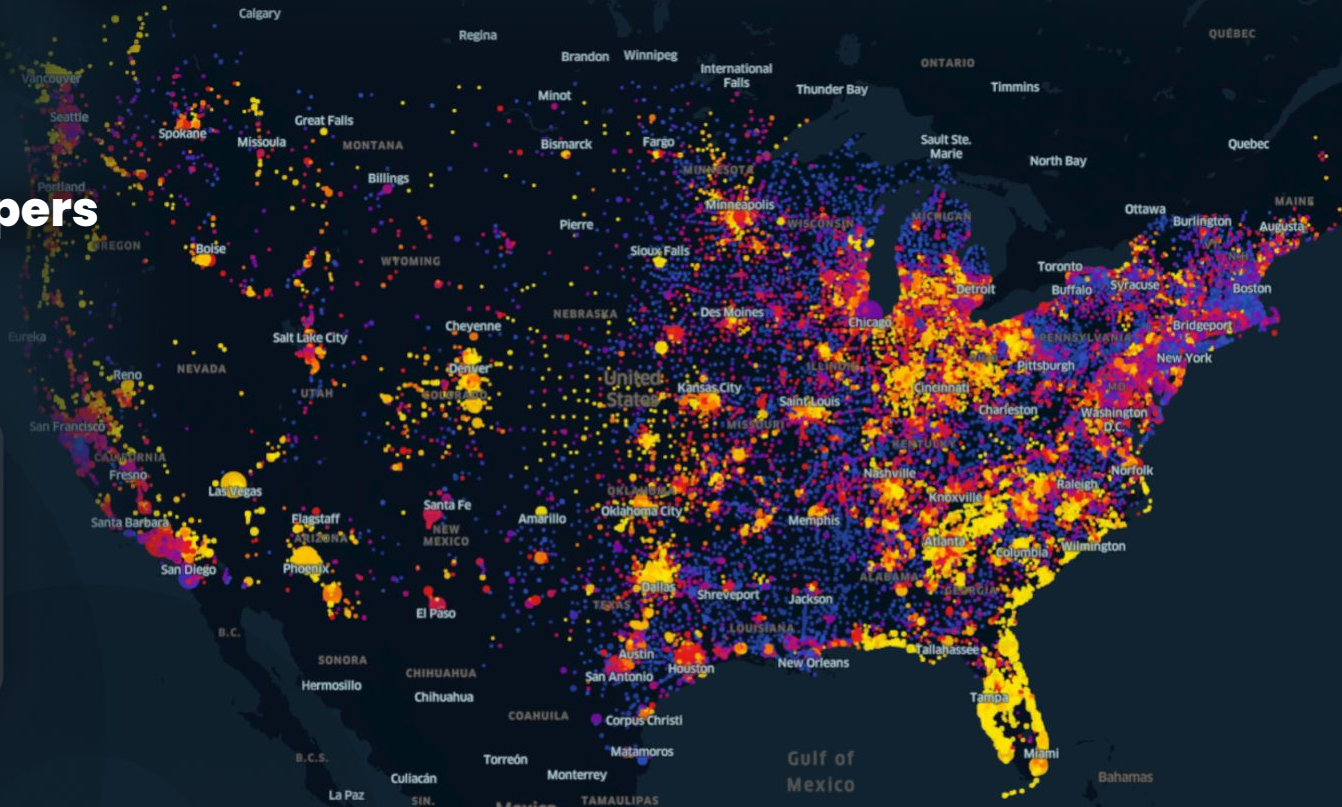 Calgary
Regina
QUÉBEC
Brandon
Winnipeg
ONTARIO
Vancouver
International
Falls
Thunder Bay
Timmins
Minot
Seattle
Great Falls
Spokane
Missoula
MONTANA
Bismarck
Fargo
Sault Ste.
Marie
Quebec
North Bay
MINNESOTA
Billings
Portland
pers
Minneapolis
MAINE
Ottawa
MICHIGAN
WISCONSIN
Burlington
Augusta
Pierre
OREGON
Boise
Sioux Falls
WYOMING
Toronto
Detroit
Buffalo
Syracuse
Boston
NEBRASKA
Des Moines
Cheyenne
Chicago
Bridgeport
Eureka
Salt Lake City
PENNSYLVANIA
New York
NEVADA
Denver
ILLINOIS
Pittsburgh
Reno
United
States
Kansas City
Cincinnati
MD
UTAH
COLORADO
Saint Louis
Charleston
Washington
D.C.
San Francisco
MISSOURI
KENTUCKY
CALIFORNIA
Fresno
Nashville
Norfolk
Las Vegas
OKLAHOMA
Raleigh
Knoxville
Santa Fe
Oklahoma City
Santa Barbara
Flagstaff
Amarillo
Memphis
NEW
MEXICO
ARIZONA
Atlanta
Wilmington
Columbia
San Diego
Phoenix
ALABAMA
Dallas
GEORGIA
Shreveport
Jackson
TEXAS
El Paso
B.C.
LOUISIANA
Austin
Tallahassee
SONORA
New Orleans
Houston
CHIHUAHUA
San Antonio
Hermosillo
Chihuahua
Tampa
COAHUILA
Corpus Christi
Matamoros
Miami
B.C.S.
Torreón
Gulf of
Mexico
Culiacán
Monterrey
Bahamas
La Paz
SIN.
TAMAULIPAS
Mexico